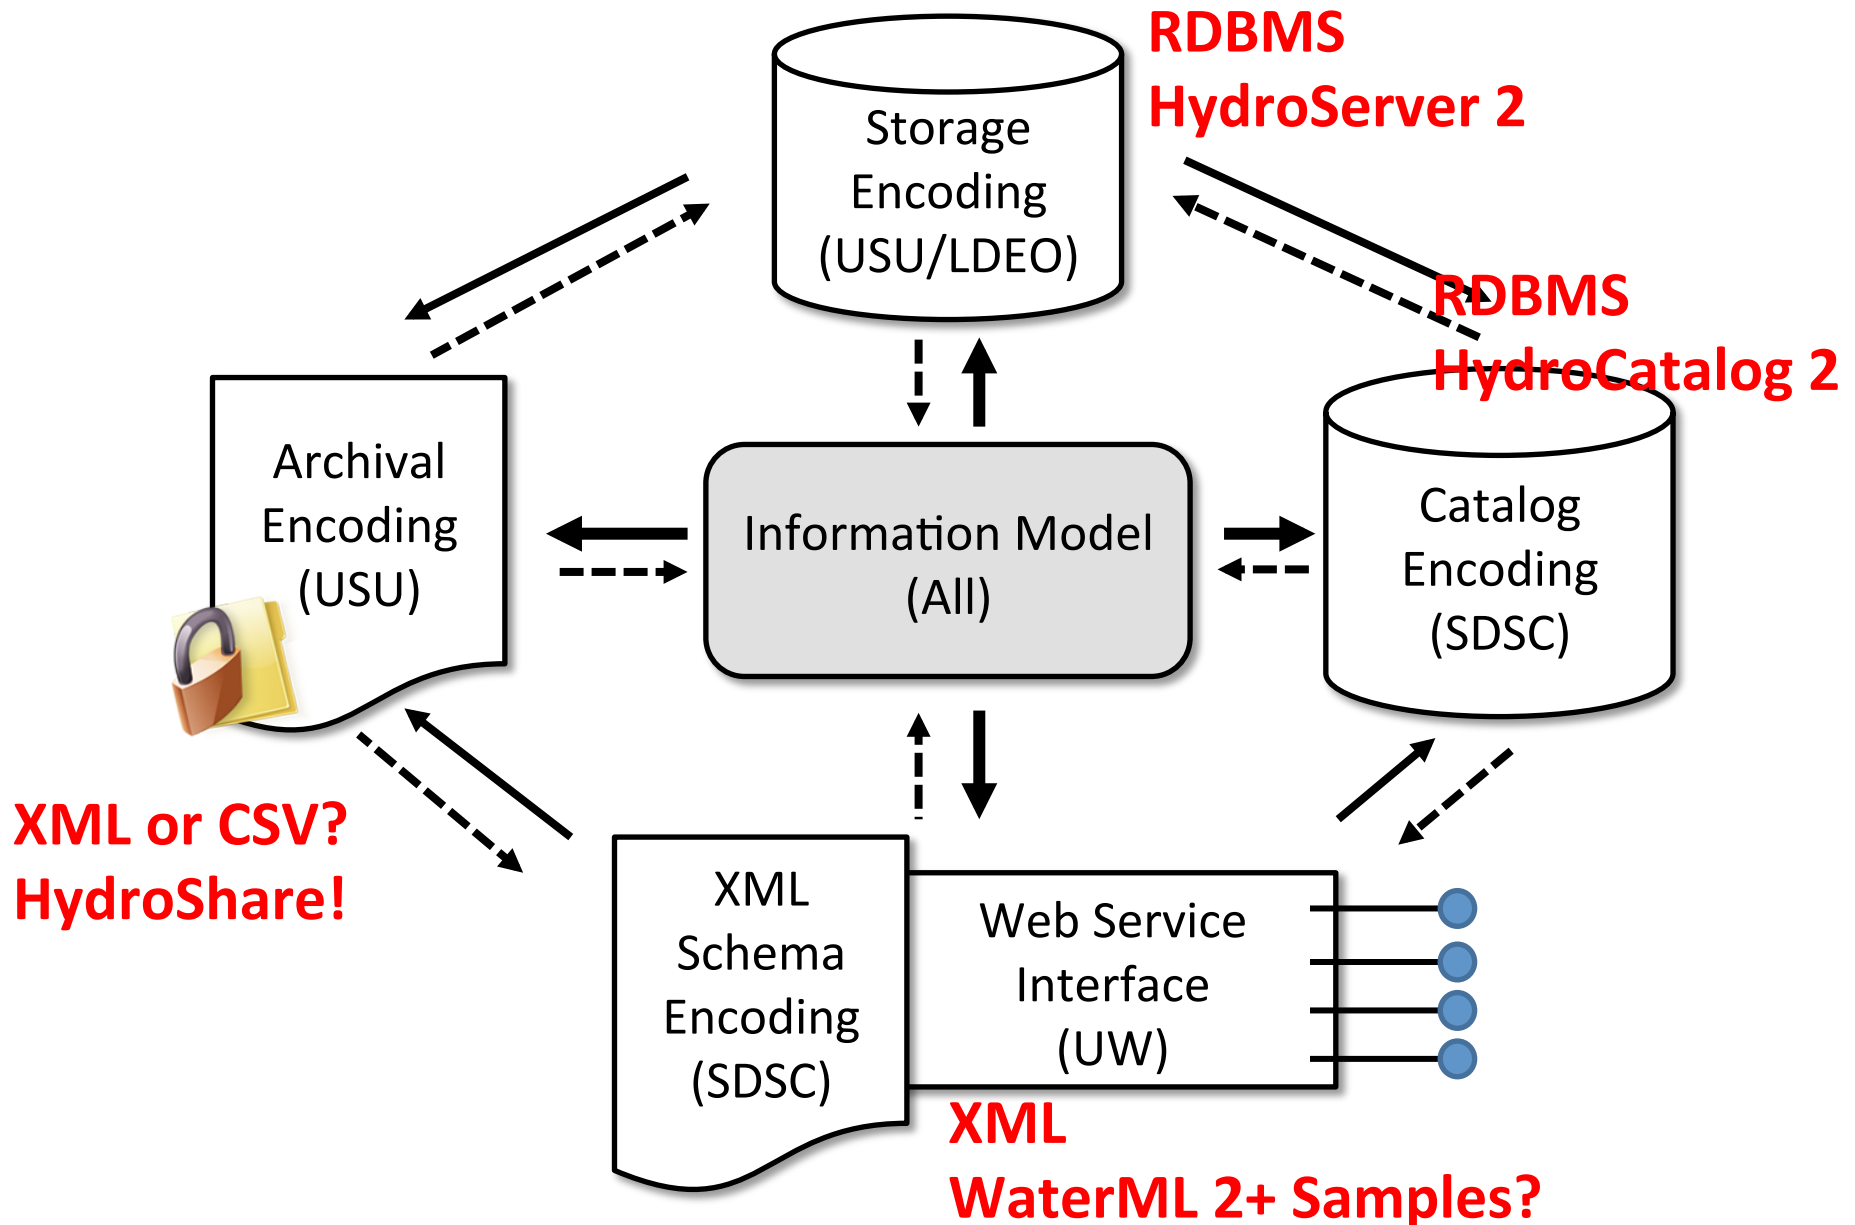 RDBMS
HydroServer 2
Storage
Encoding
(USU/LDEO)
RDBMS
HydroCatalog 2
Archival
Encoding
(USU)
Information Model
(All)
Catalog
Encoding
(SDSC)
XML or CSV?
HydroShare!
XML
Schema
Encoding
(SDSC)
Web Service
Interface
(UW)
XML
WaterML 2+ Samples?